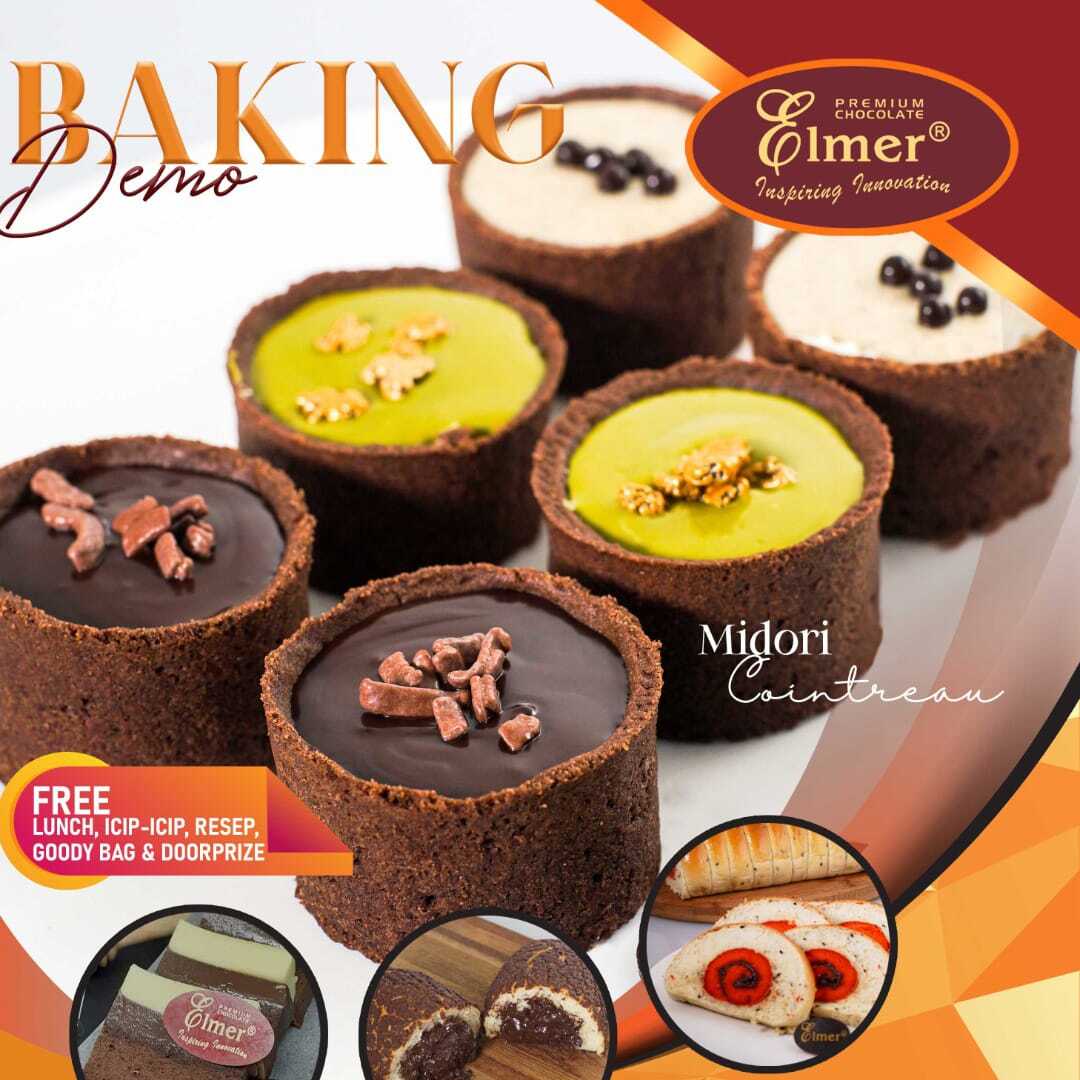 BAKING
Demo
PREMIUM
CHOCOLATE
Elmer®
Inspiring Innovation
Midori
Cointreau
FREE
LUNCH, ICIP-ICIP, RESEP,
GOODY BAG & DOORPRIZE
PREMIUM
CHOCOLATE
Elmer®
Inspiring Innovation
Elmer